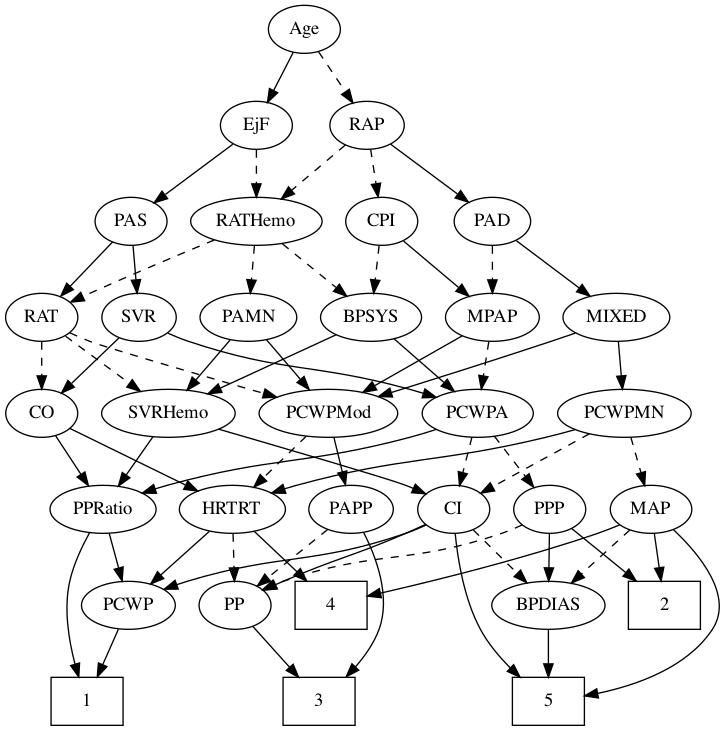 Age
EjF
RAP
PAS
RATHemo
CPI
PAD
RAT
SVR
PAMN
BPSYS
MPAP
MIXED
CO
SVRHemo
PCWPMod
PCWPA
PCWPMN
PPRatio
HRTRT
PAPP
CI
PPP
MAP
PCWP
PP
4
BPDIAS
2
1
3
5